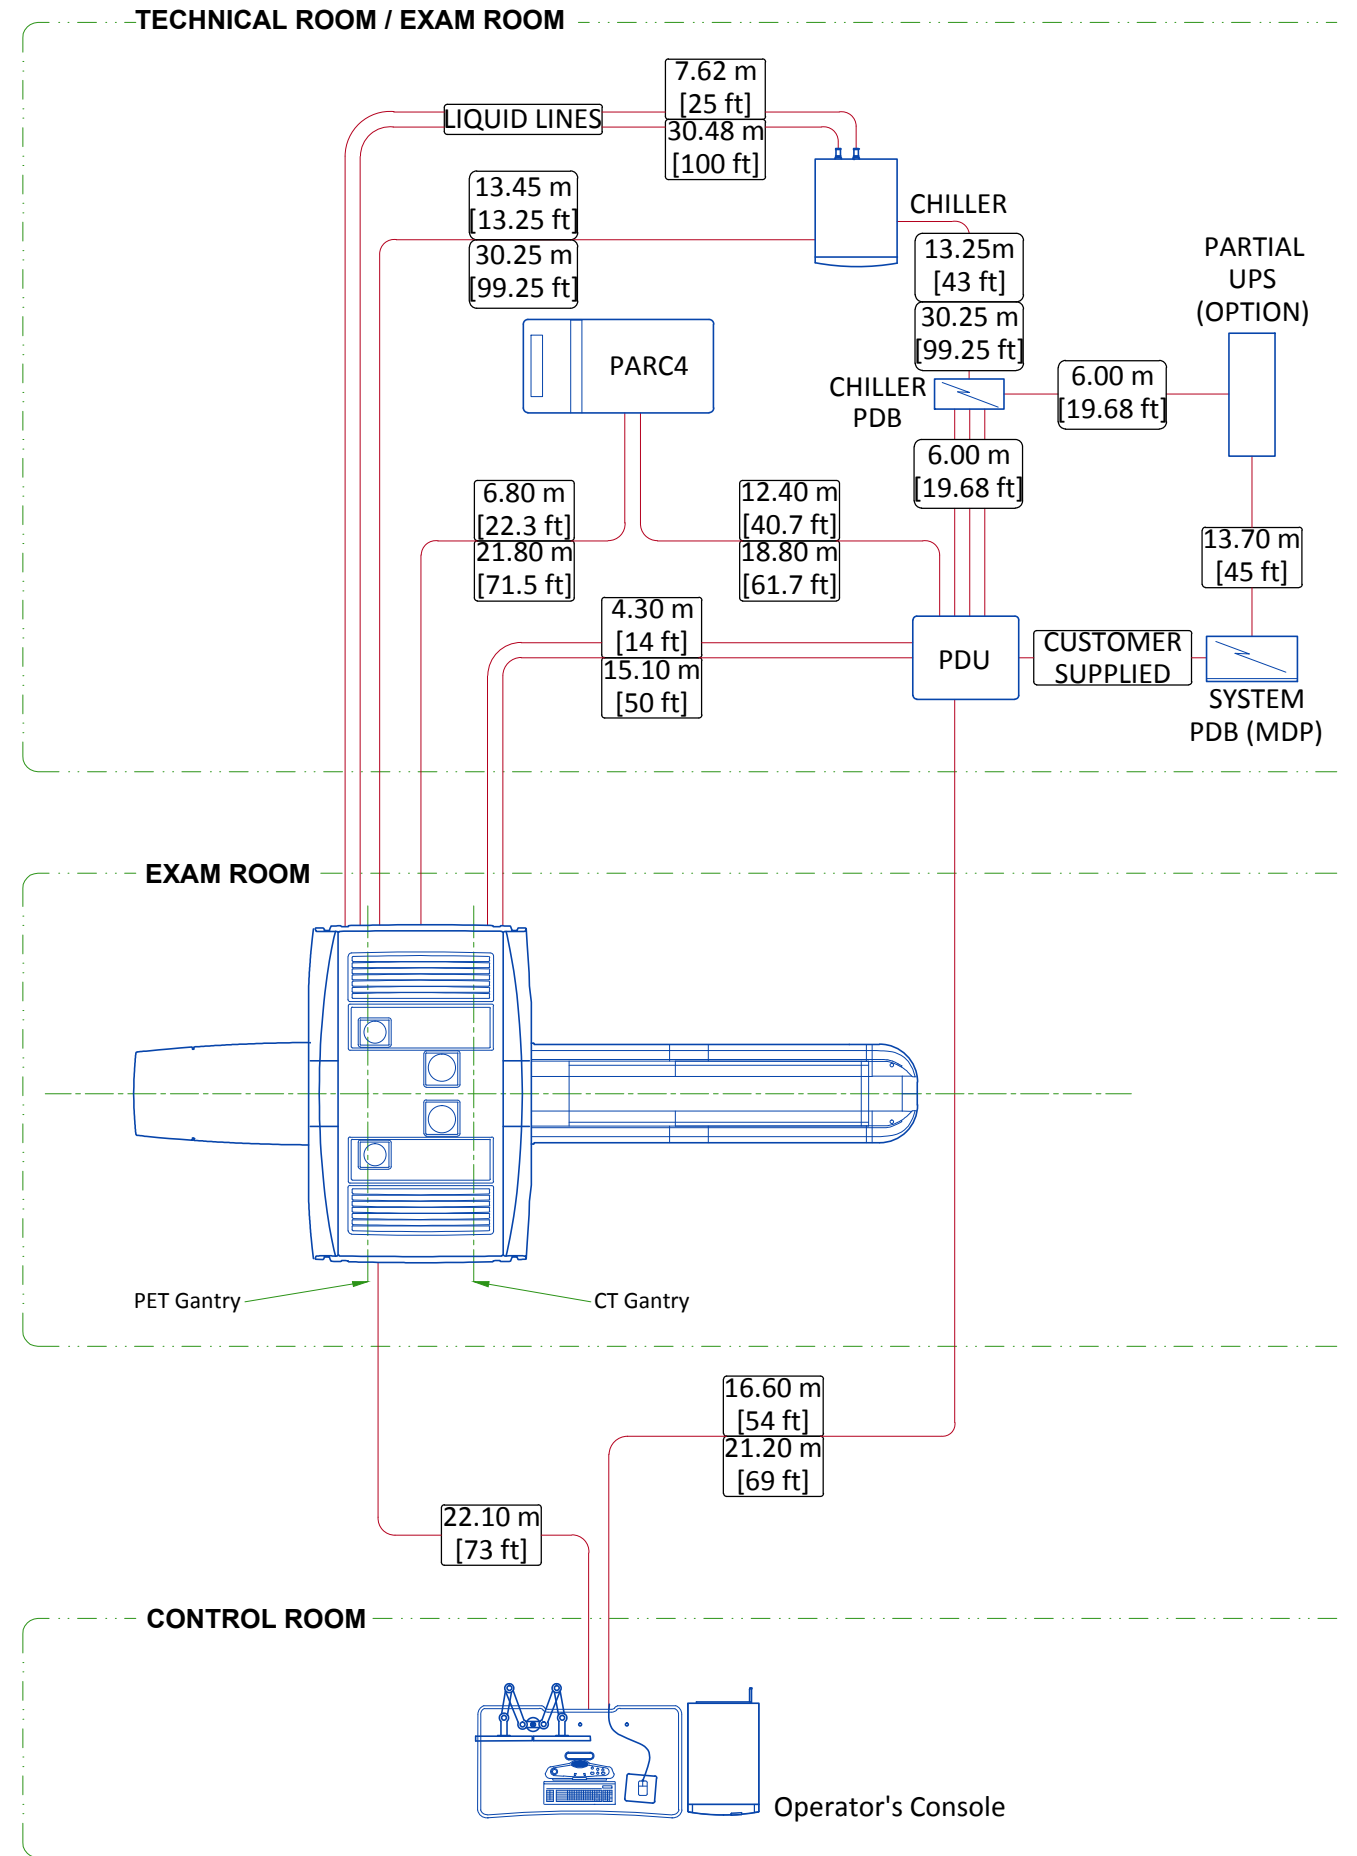 TECHNICAL ROOM / EXAM ROOM
7.62 m
[25 ft]
LIQUID LINES
30.48 m
[100 ft]
13.45 m
[13.25 ft]
30.25 m
[99.25 ft]
CHILLER
13.25m
[43 ft]
30.25 m
[99.25 ft]
PARTIAL
UPS
(OPTION)
PARC4
CHILLER
PDB
6.00 m
[19.68 ft]
6.00 m
[19.68 ft]
6.80 m
[22.3 ft]
21.80 m
[71.5 ft]
12.40 m
[40.7 ft]
18.80 m
[61.7 ft]
13.70 m
[45 ft]
4.30 m
[14 ft]
15.10 m
[50 ft]
PDU
CUSTOMER
SUPPLIED
SYSTEM
PDB (MDP)
EXAM ROOM
PET Gantry
CT Gantry
16.60 m
[54 ft]
21.20 m
[69 ft]
22.10 m
[73 ft]
CONTROL ROOM
Operator's Console